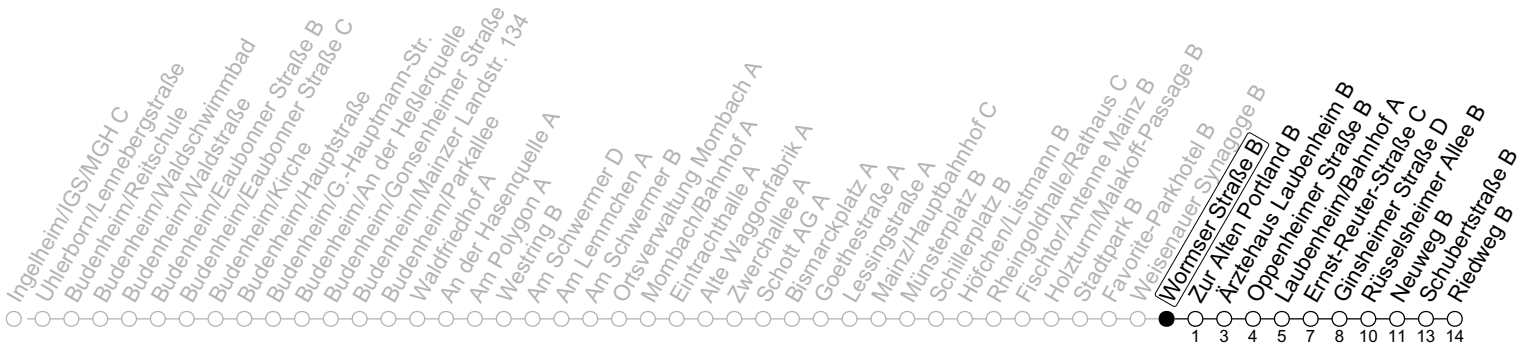 Ingelheim/IGS/MGH C
Uhlerborn/Lennebergstraße
Budenheim/Reitschule
Budenheim/Waldschwimmbad
Budenheim/Waldstraße
Budenheim/Eaubonner Straße B
Budenheim/Eaubonner Straße C
Budenheim/Kirche
Budenheim/Hauptstraße
Budenheim/G.-Hauptmann-Str.
Budenheim/An der Heßlerquelle
Budenheim/Gonsenheimer Straße
Budenheim/Mainzer Landstr. 134
Budenheim/Parkallee
Waldfriedhof A
An der Hasenquelle A
Am Polygon A
Westring B
Am Schwermer D
Am Lemmchen A
Am Schwermer B
Ortsverwaltung Mombach A
Mombach/Bahnhof A
Eintrachthalle A
Alte Waggonfabrik A
Zwerchallee A
Schott AG A
Bismarckplatz A
Goethestraße A
Lessingstraße A
Mainz/Hauptbahnhof C
Münsterplatz B
Schillerplatz B
Höfchen/Listmann B
Rheingoldhalle/Rathaus C
Fischtor/Antenne Mainz B
Holzturm/Malakoff-Passage B
Stadtpark B
Favorite-Parkhotel B
Weisenauer Synagoge B
Wormser Straße B
Zur Alten Portland B
Ärztehaus Laubenheim B
Oppenheimer Straße B
Laubenheim/Bahnhof A
Ernst-Reuter-Straße C
Ginsheimer Straße D
Rüsselsheimer Allee B
Neuweg B
Schubertstraße B
Riedweg B
1 3 4 5 7 8 10 11 13 14